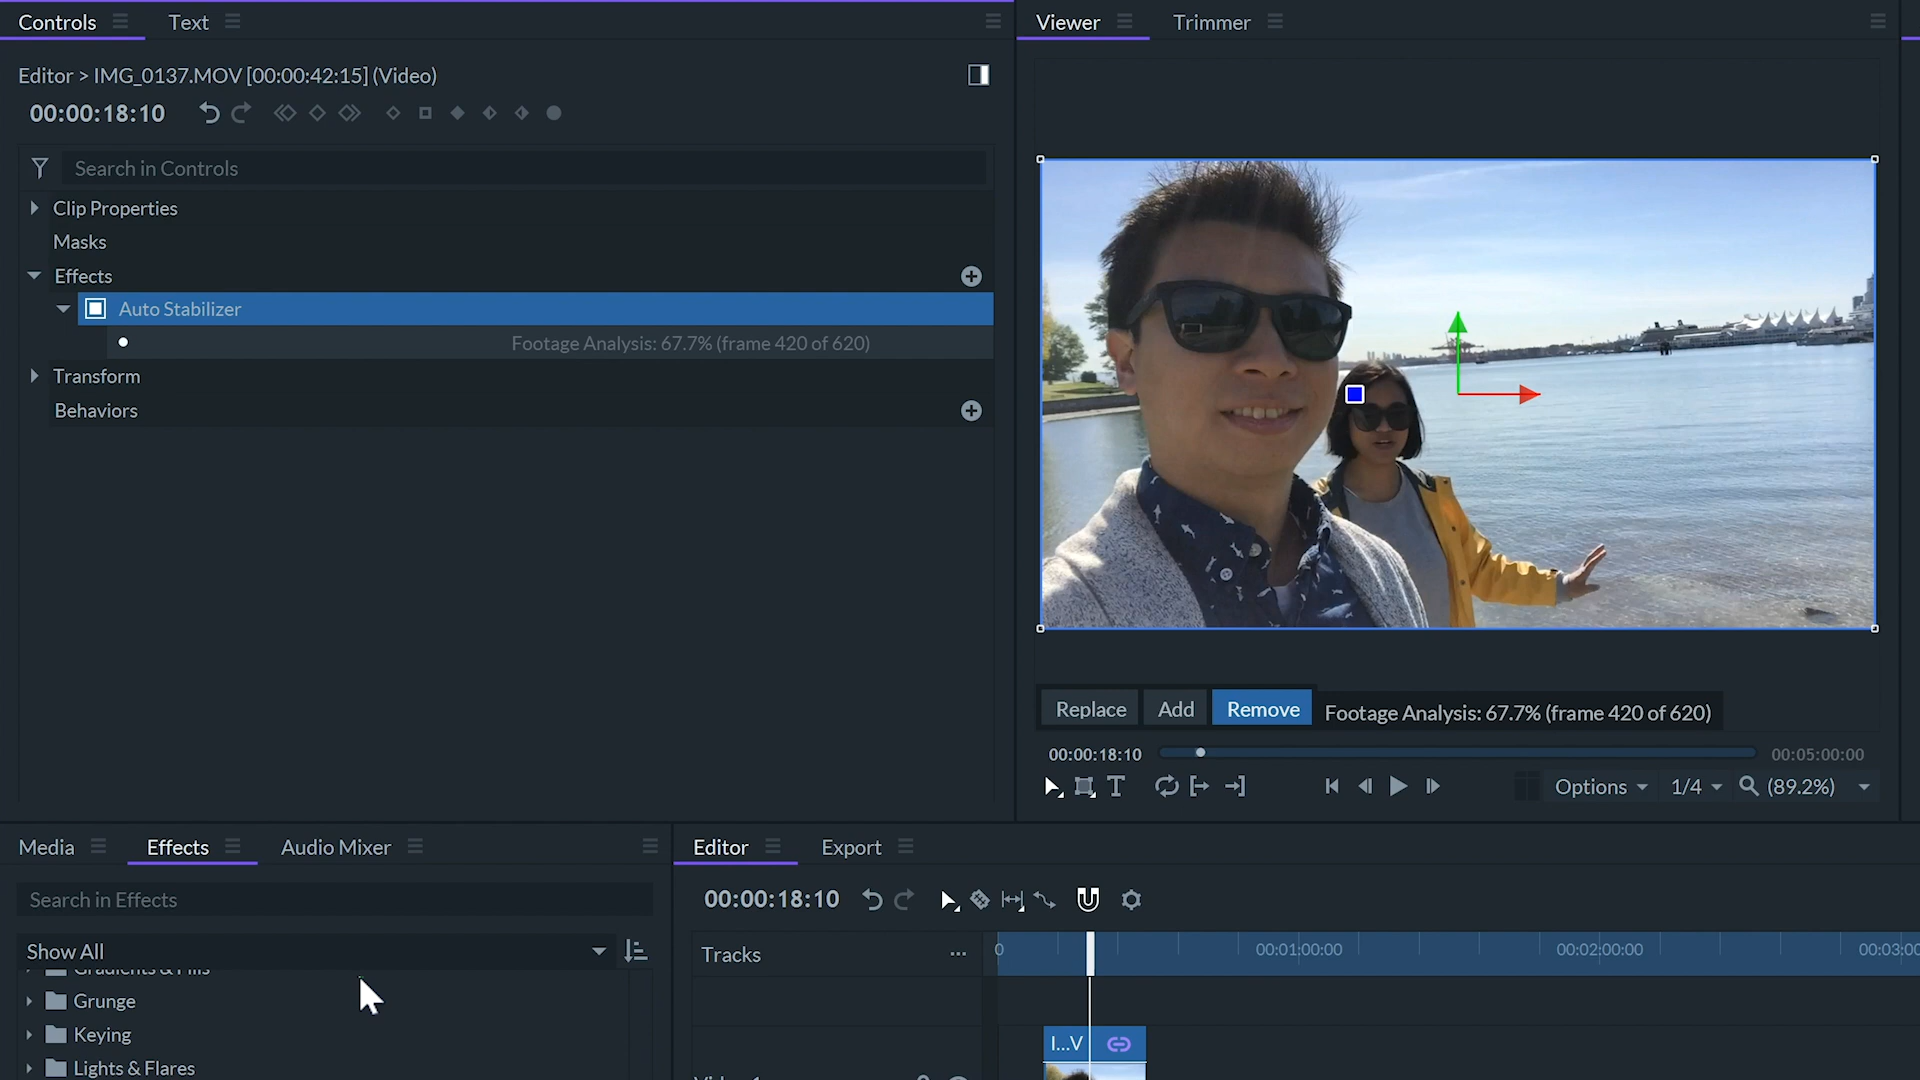 Controls
Text
Editor > IMG_0137.MOV [00:00:42:15] (Video)
00:00:18:10
Search in Controls
Clip Properties
Masks
Effects
Auto Stabilizer
Footage Analysis: 67.7% (frame 420 of 620)
Transform
Behaviors
Viewer
Trimmer
Replace
Add
Remove
Footage Analysis: 67.7% (frame 420 of 620)
00:00:18:10
00:05:00:00
T
Options
1/4
(89.2%)
Media
Effects
Audio Mixer
Search in Effects
Show All
Gradients & Fills
Grunge
Keying
Lights & Flares
Editor
Export
00:00:18:10
Tracks
0
00:01:00:00
00:02:00:00
00:03:00
I...V